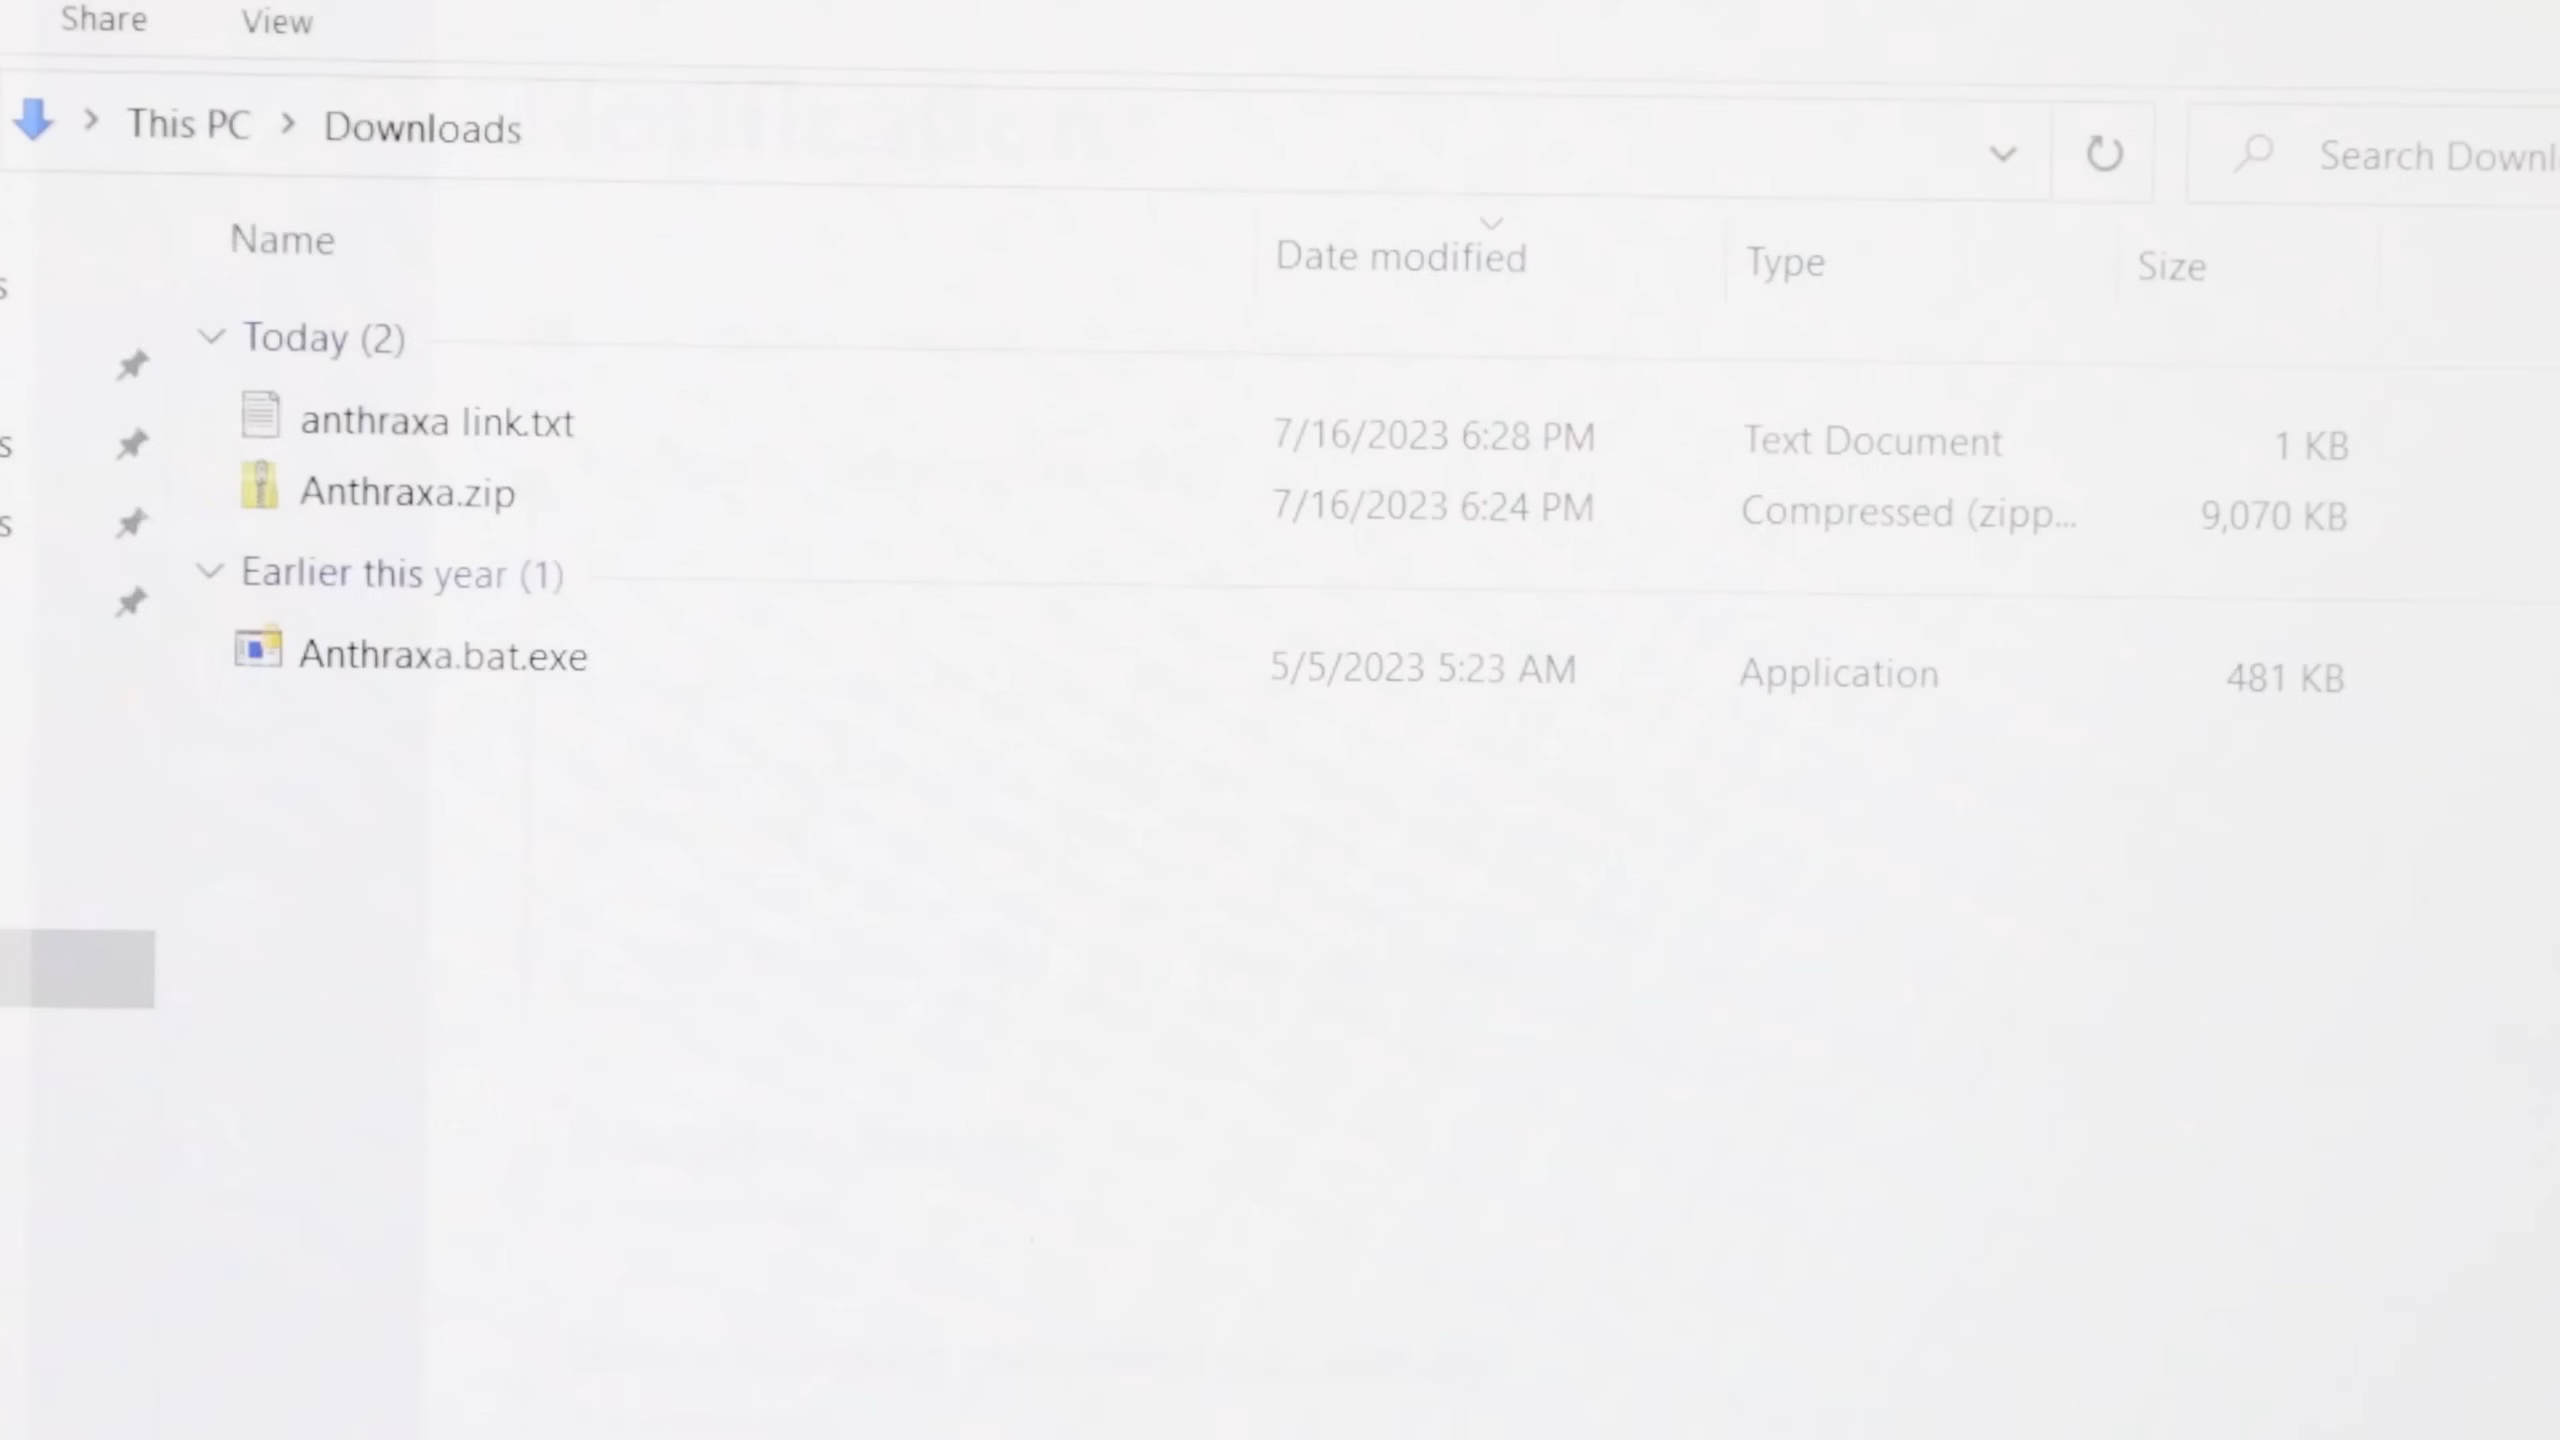 Share View
This PC Downloads
Search Downl
Name Date modified Type Size
Today (2)
anthraxa link.txt 7/16/2023 6:28 PM Text Document 1 KB
Anthraxa.zip 7/16/2023 6:24 PM Compressed (zipp... 9,070 KB
Earlier this year (1)
Anthraxa.bat.exe 5/5/2023 5:23 AM Application 481 KB